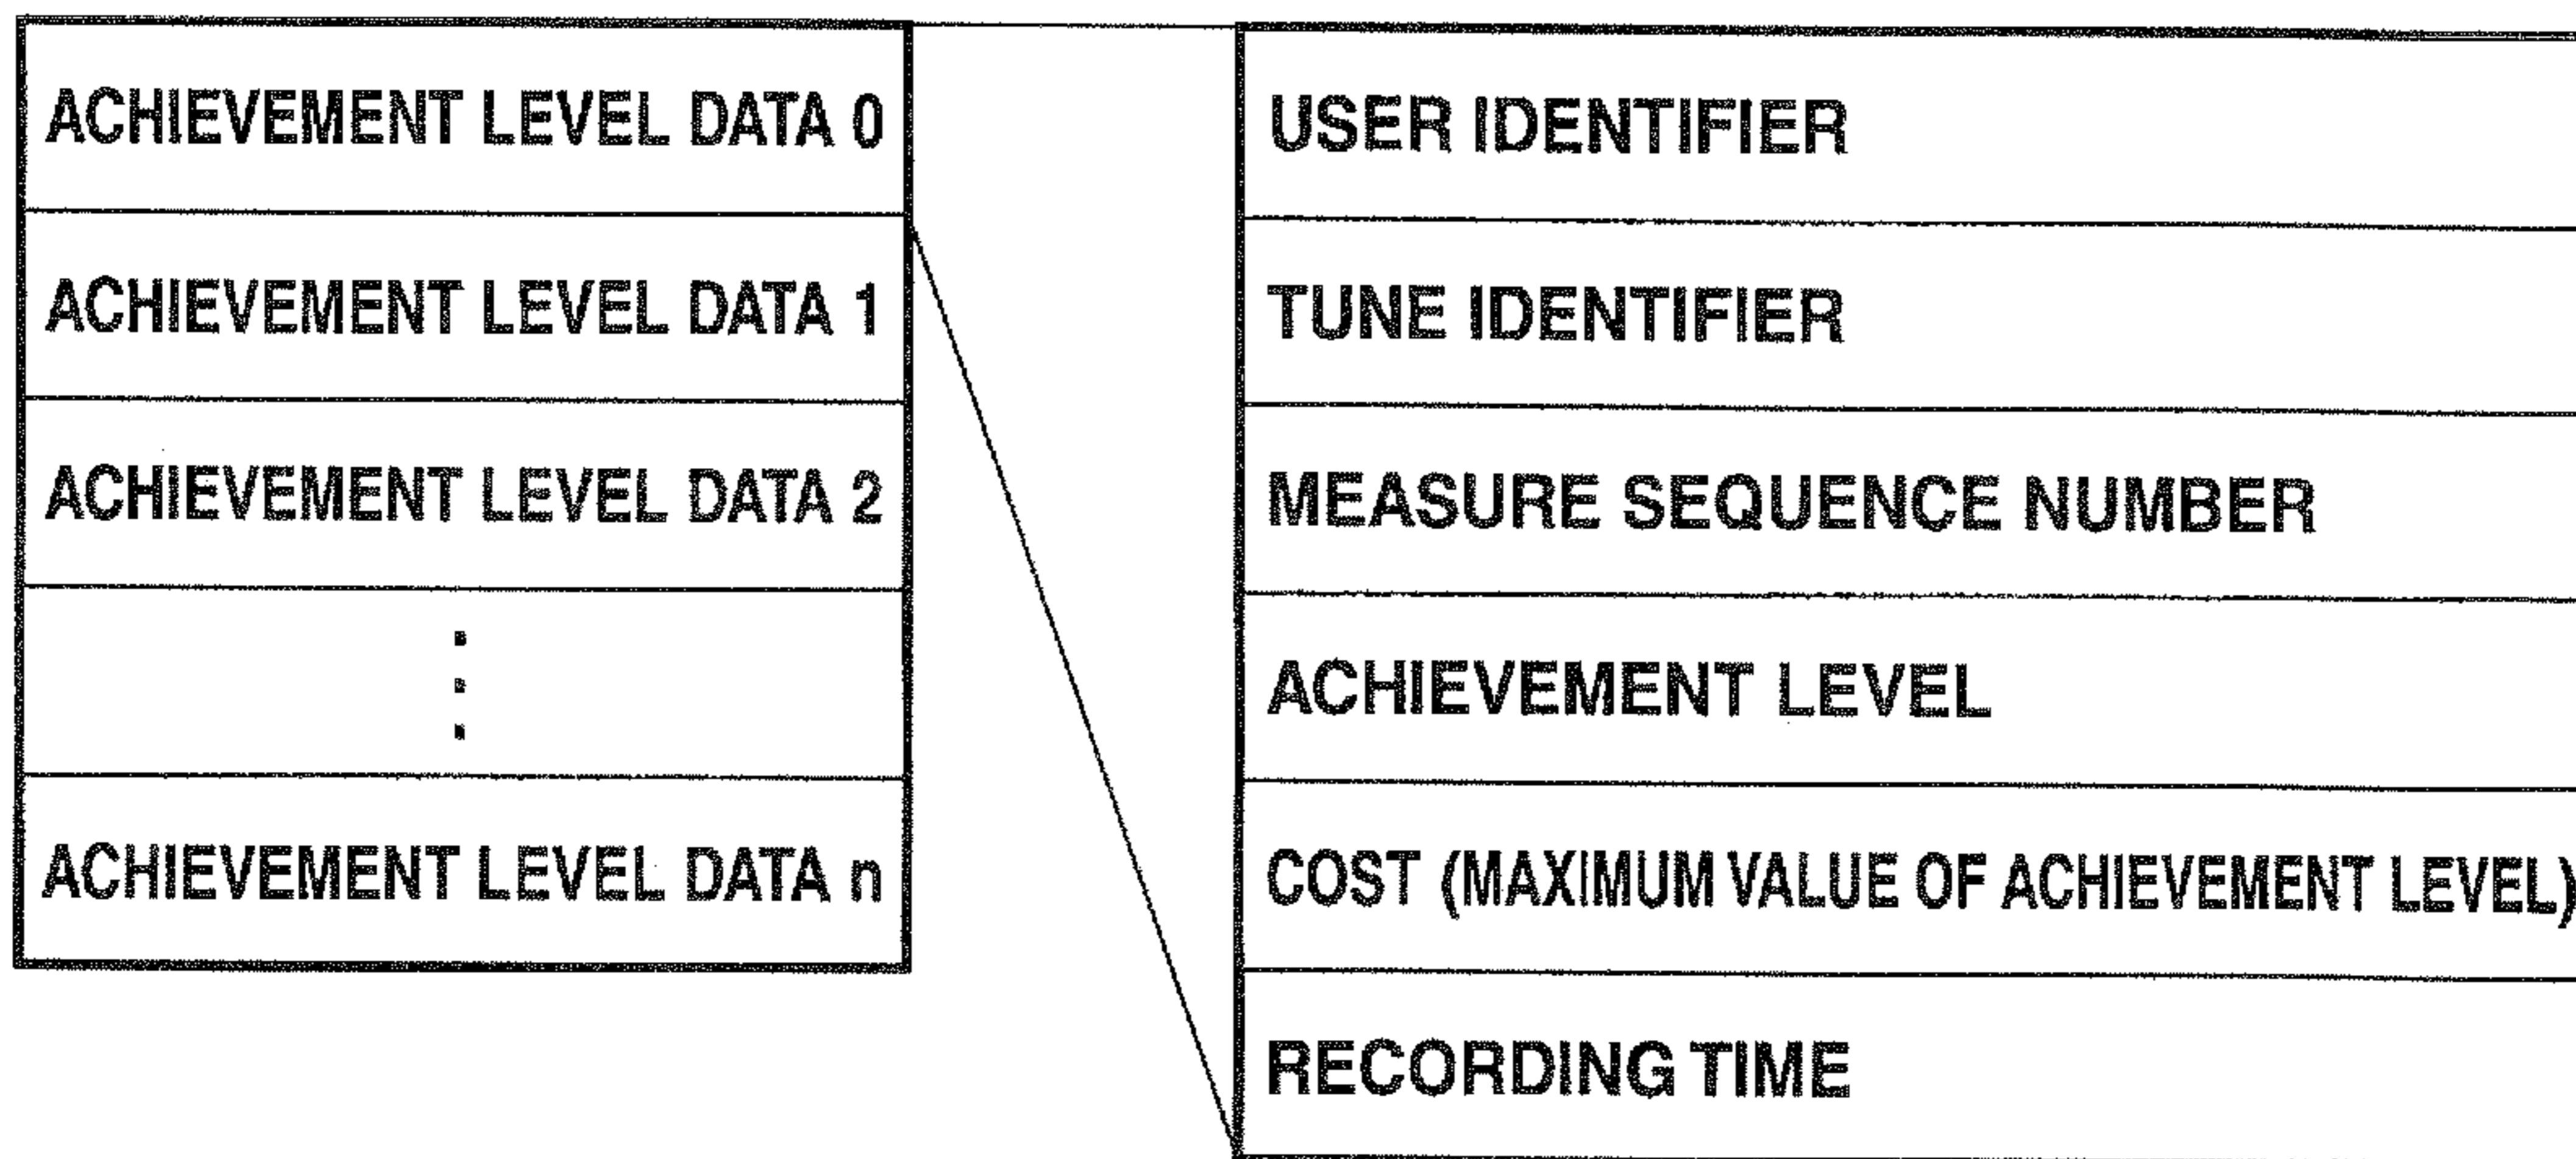 ACHIEVEMENT LEVEL DATA 0
ACHIEVEMENT LEVEL DATA 1
ACHIEVEMENT LEVEL DATA 2
⋮
ACHIEVEMENT LEVEL DATA n
USER IDENTIFIER
TUNE IDENTIFIER
MEASURE SEQUENCE NUMBER
ACHIEVEMENT LEVEL
COST (MAXIMUM VALUE OF ACHIEVEMENT LEVEL)
RECORDING TIME